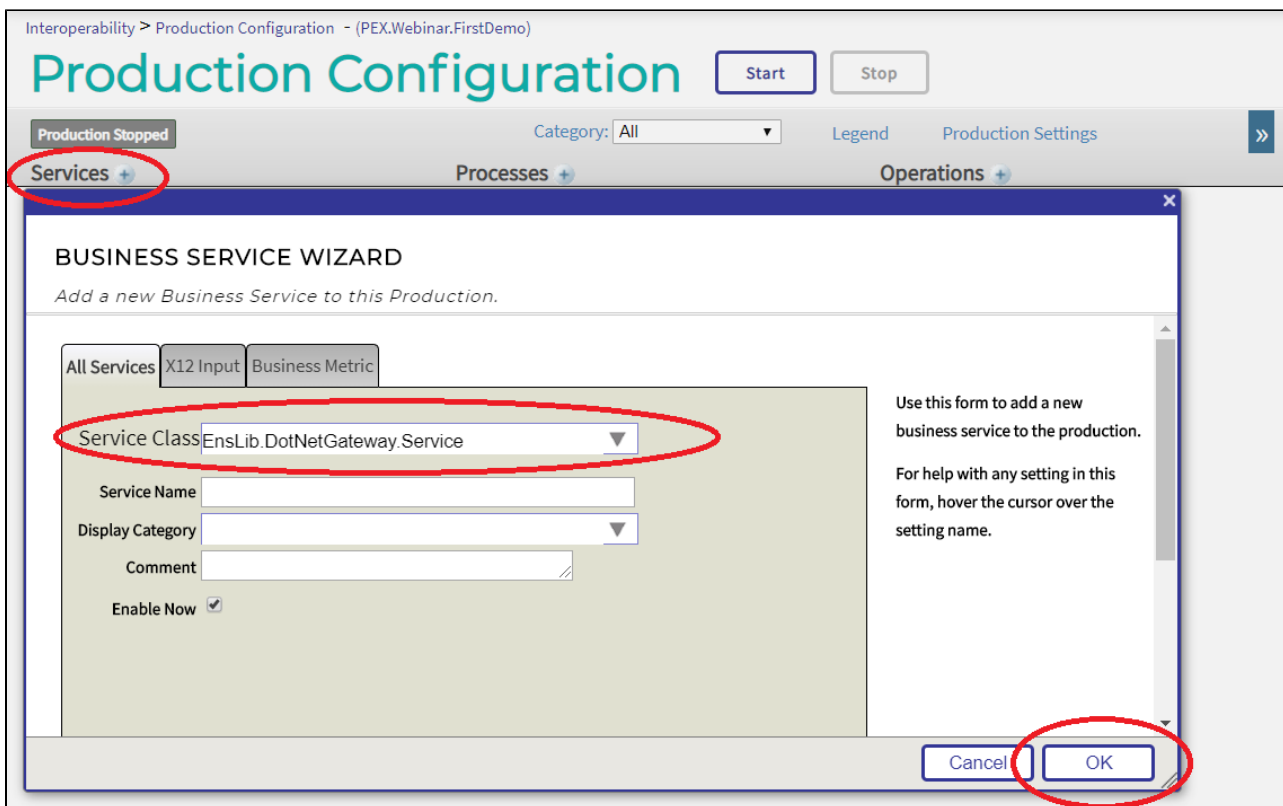 Interoperability > Production Configuration - (PEX.Webinar.FirstDemo)
Production Configuration Start Stop
Production Stopped Category: All Legend Production Settings »
Services + Processes + Operations +
BUSINESS SERVICE WIZARD
Add a new Business Service to this Production.
All Services X12 Input Business Metric
Service Class EnsLib.DotNetGateway.Service
Service Name
Display Category
Comment
Enable Now
Use this form to add a new
business service to the production.
For help with any setting in this
form, hover the cursor over the
setting name.
Cancel OK